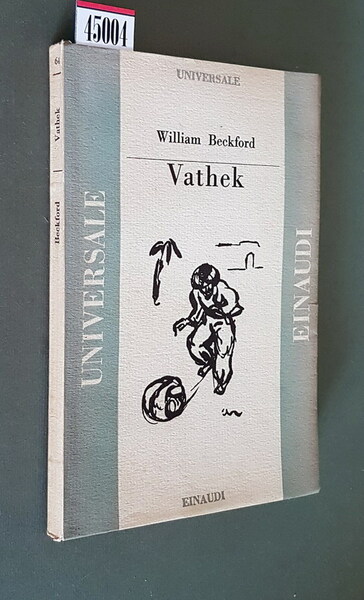 45004
UNIVERSALE
William Beckford
Vathek
UNIVERSALE
EINAUDI
EINAUDI
Beckford
Vathek